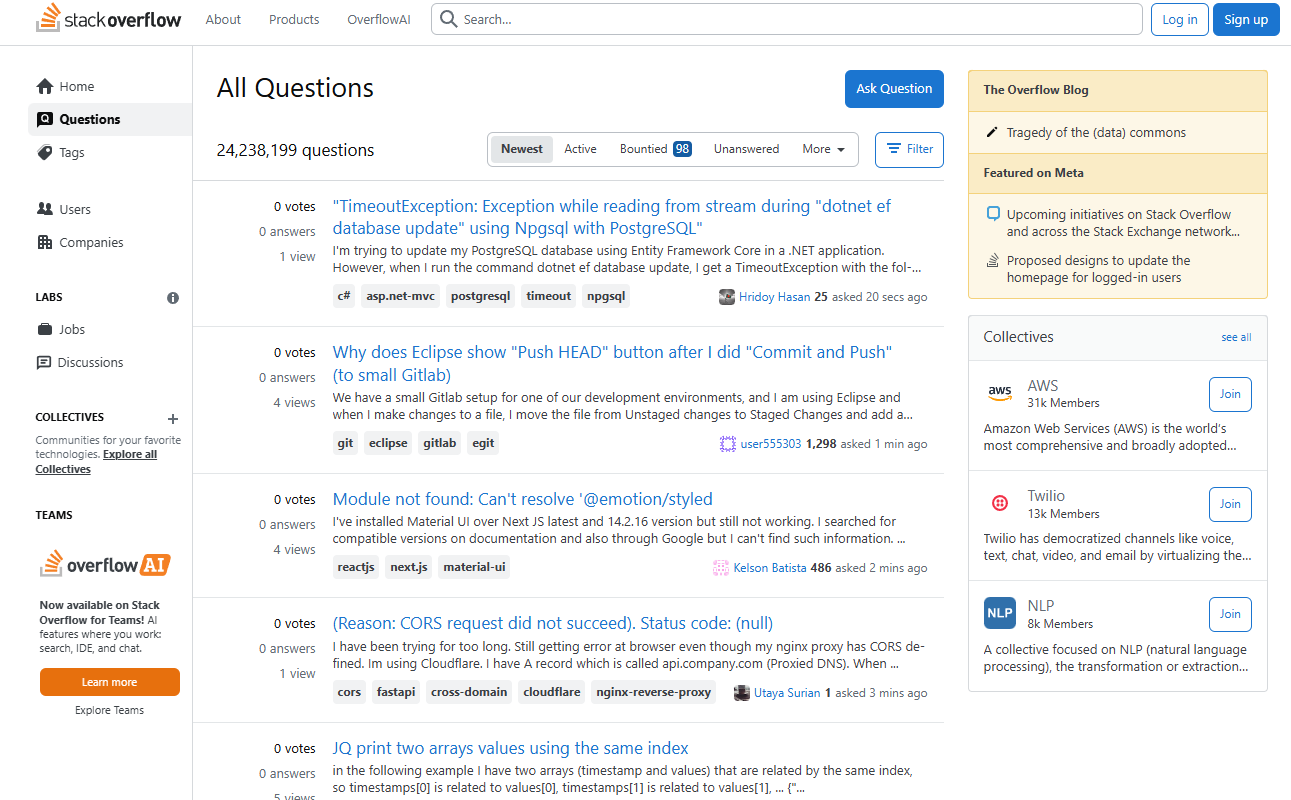 stackoverflow
About
Products
OverflowAI
Search...
Log in
Sign up
Home
Questions
Tags
Users
Companies
LABS
Jobs
Discussions
COLLECTIVES
Communities for your favorite
technologies. Explore all
Collectives
TEAMS
overflowAI
Now available on Stack
Overflow for Teams! AI
features where you work:
search, IDE, and chat.
Learn more
Explore Teams
All Questions
Ask Question
24,238,199 questions
Newest
Active
Bountied 98
Unanswered
More
Filter
0 votes
0 answers
1 view
"TimeoutException: Exception while reading from stream during "dotnet ef
database update" using Npgsql with PostgreSQL"
I'm trying to update my PostgreSQL database using Entity Framework Core in a .NET application.
However, when I run the command dotnet ef database update, I get a TimeoutException with the fol-...
c# asp.net-mvc postgresql timeout npgsql
Hridoy Hasan 25 asked 20 secs ago
0 votes
0 answers
4 views
Why does Eclipse show "Push HEAD" button after I did "Commit and Push"
(to small Gitlab)
We have a small Gitlab setup for one of our development environments, and I am using Eclipse and
when I make changes to a file, I move the file from Unstaged changes to Staged Changes and add a...
git eclipse gitlab egit
user555303 1,298 asked 1 min ago
0 votes
0 answers
4 views
Module not found: Can't resolve '@emotion/styled
I've installed Material UI over Next JS latest and 14.2.16 version but still not working. I searched for
compatible versions on documentation and also through Google but I can't find such information. ...
reactjs next.js material-ui
Kelson Batista 486 asked 2 mins ago
0 votes
0 answers
1 view
(Reason: CORS request did not succeed). Status code: (null)
I have been trying for too long. Still getting error at browser even though my nginx proxy has CORS de-
fined. Im using Cloudflare. I have A record which is called api.company.com (Proxied DNS). When ...
cors fastapi cross-domain cloudflare nginx-reverse-proxy
Utaya Surian 1 asked 3 mins ago
0 votes
0 answers
5 views
JQ print two arrays values using the same index
in the following example I have two arrays (timestamp and values) that are related by the same index,
so timestamps[0] is related to values[0], timestamps[1] is related to values[1], ... {"...
The Overflow Blog
Tragedy of the (data) commons
Featured on Meta
Upcoming initiatives on Stack Overflow
and across the Stack Exchange network...
Proposed designs to update the
homepage for logged-in users
Collectives
see all
aws
AWS
31k Members
Join
Amazon Web Services (AWS) is the world's
most comprehensive and broadly adopted...
Twilio
13k Members
Join
Twilio has democratized channels like voice,
text, chat, video, and email by virtualizing the...
NLP
NLP
8k Members
Join
A collective focused on NLP (natural language
processing), the transformation or extraction...